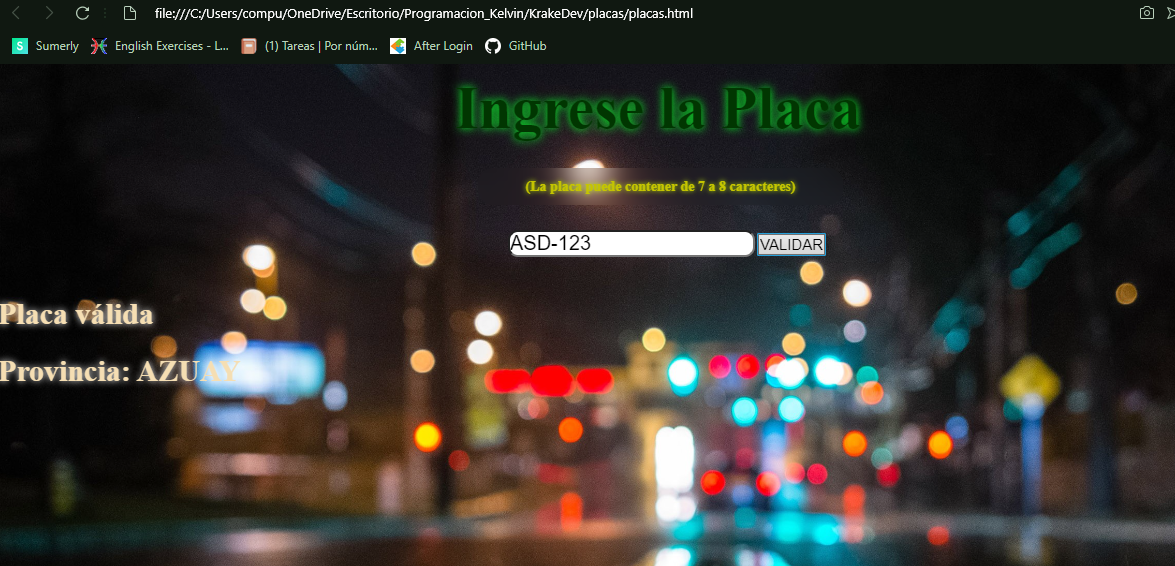 file:///C:/Users/compu/OneDrive/Escritorio/Programacion_Kelvin/KrakeDev/placas/placas.html
S Sumerly English Exercises - L... (1) Tareas | Por núm... After Login GitHub
Ingrese la Placa
(La placa puede contener de 7 a 8 caracteres)
ASD-123 VALIDAR
Placa válida
Provincia: AZUAY